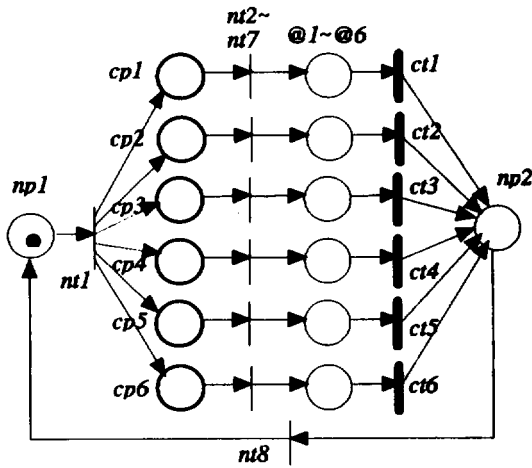 nt2~
nt7
@1~@6
cp1
ct1
cp2
ct2
np1
cp3
ct3
np2
nt1
cp4
ct4
cp5
ct5
cp6
ct6
nt8